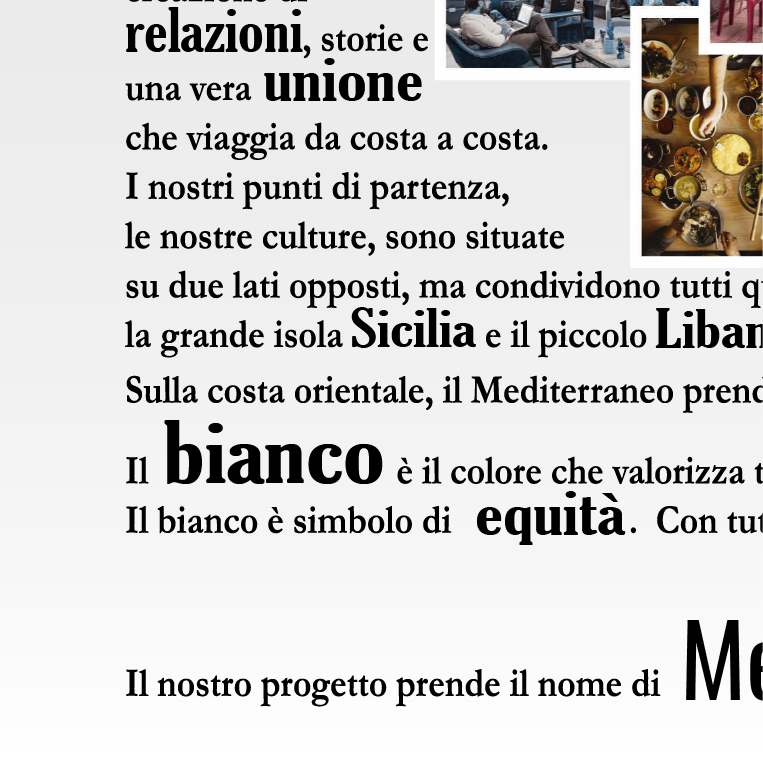 relazioni, storie e
una vera unione
che viaggia da costa a costa.
I nostri punti di partenza,
le nostre culture, sono situate
su due lati opposti, ma condividono tutti
la grande isola Sicilia e il piccolo
Sulla costa orientale, il Mediterraneo
Il bianco è il colore che valorizza
Il bianco è simbolo di equità. Con
Il nostro progetto prende il nome di